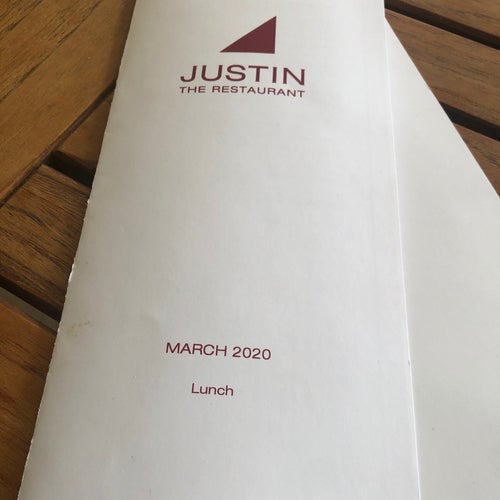 JUSTIN
THE RESTAURANT
MARCH 2020
Lunch